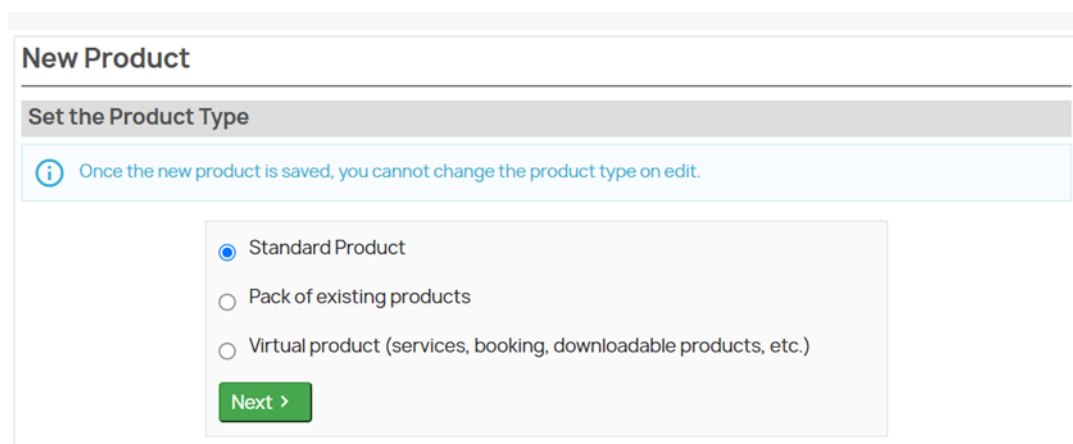 New Product
Set the Product Type
Once the new product is saved, you cannot change the product type on edit.
Standard Product
Pack of existing products
Virtual product (services, booking, downloadable products, etc.)
Next >